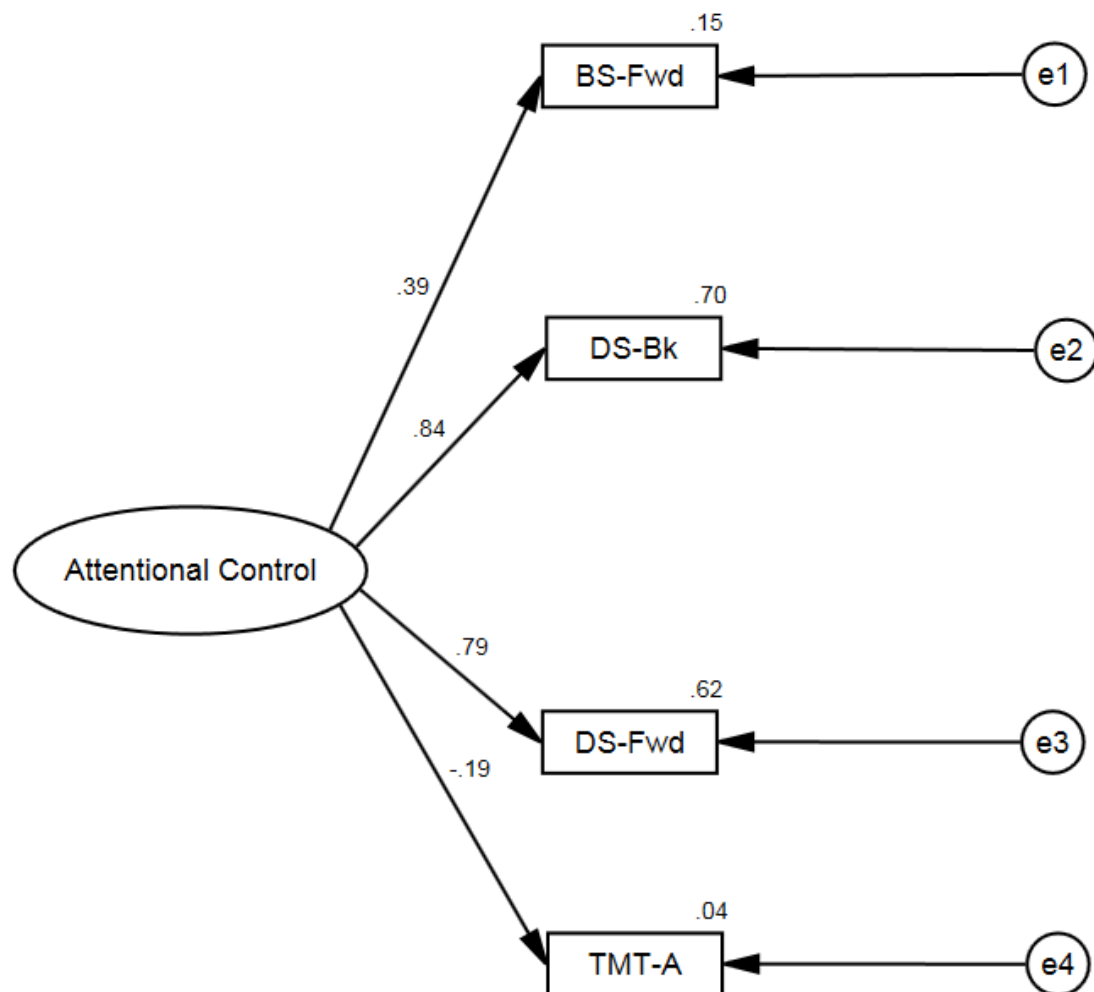 .15
BS-Fwd
e1
.39
.70
DS-Bk
e2
.84
Attentional Control
.79
.62
DS-Fwd
e3
-.19
.04
TMT-A
e4